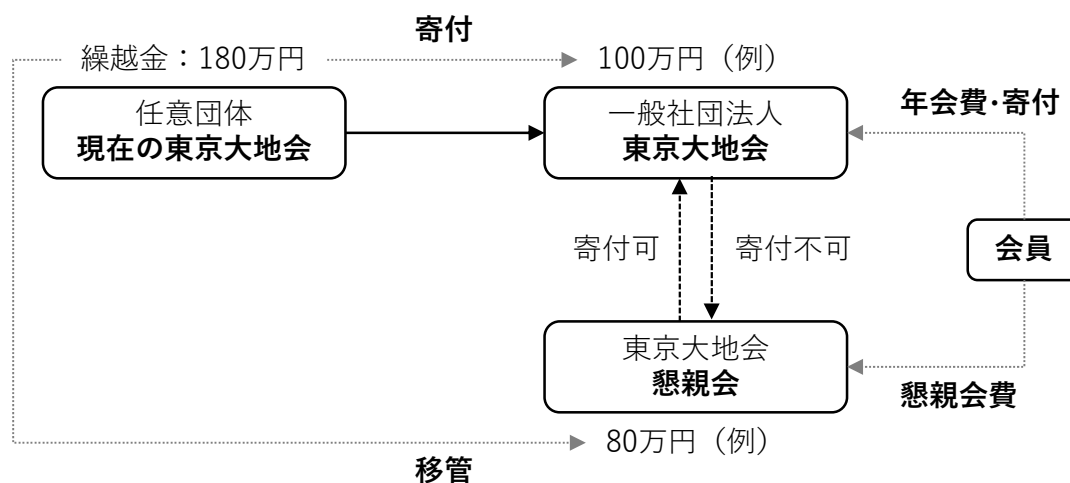 寄付
繰越金：180万円
100万円（例）
任意団体
現在の東京大地会
一般社団法人
東京大地会
年会費・寄付
寄付可
寄付不可
会員
東京大地会
懇親会
懇親会費
80万円（例）
移管